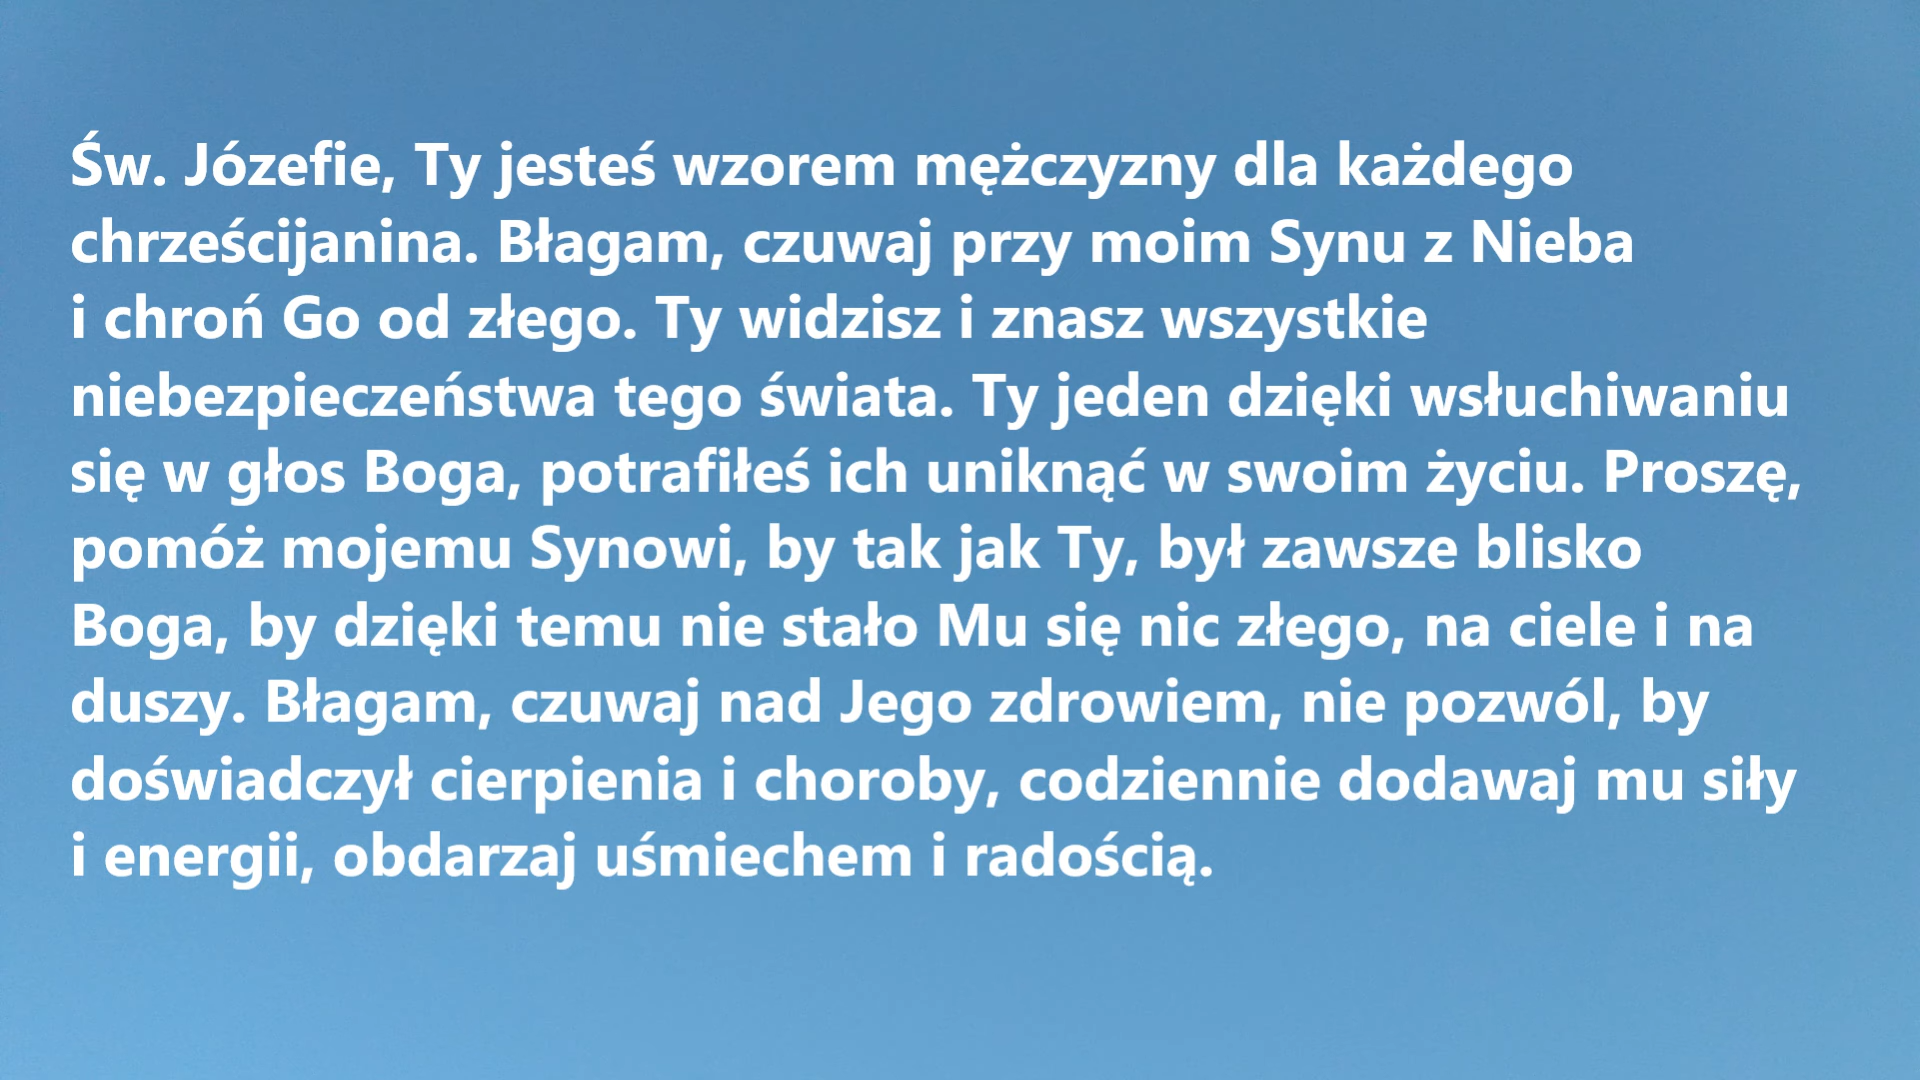 Św. Józefie, Ty jesteś wzorem mężczyzny dla każdego
chrześcijanina. Błagam, czuwaj przy moim Synu z Nieba
i chroń Go od złego. Ty widzisz i znasz wszystkie
niebezpieczeństwa tego świata. Ty jeden dzięki wsłuchiwaniu
się w głos Boga, potrafiłeś ich uniknąć w swoim życiu. Proszę,
pomóż mojemu Synowi, by tak jak Ty, był zawsze blisko
Boga, by dzięki temu nie stało Mu się nic złego, na ciele i na
duszy. Błagam, czuwaj nad Jego zdrowiem, nie pozwól, by
doświadczył cierpienia i choroby, codziennie dodawaj mu siły
i energii, obdarzaj uśmiechem i radością.